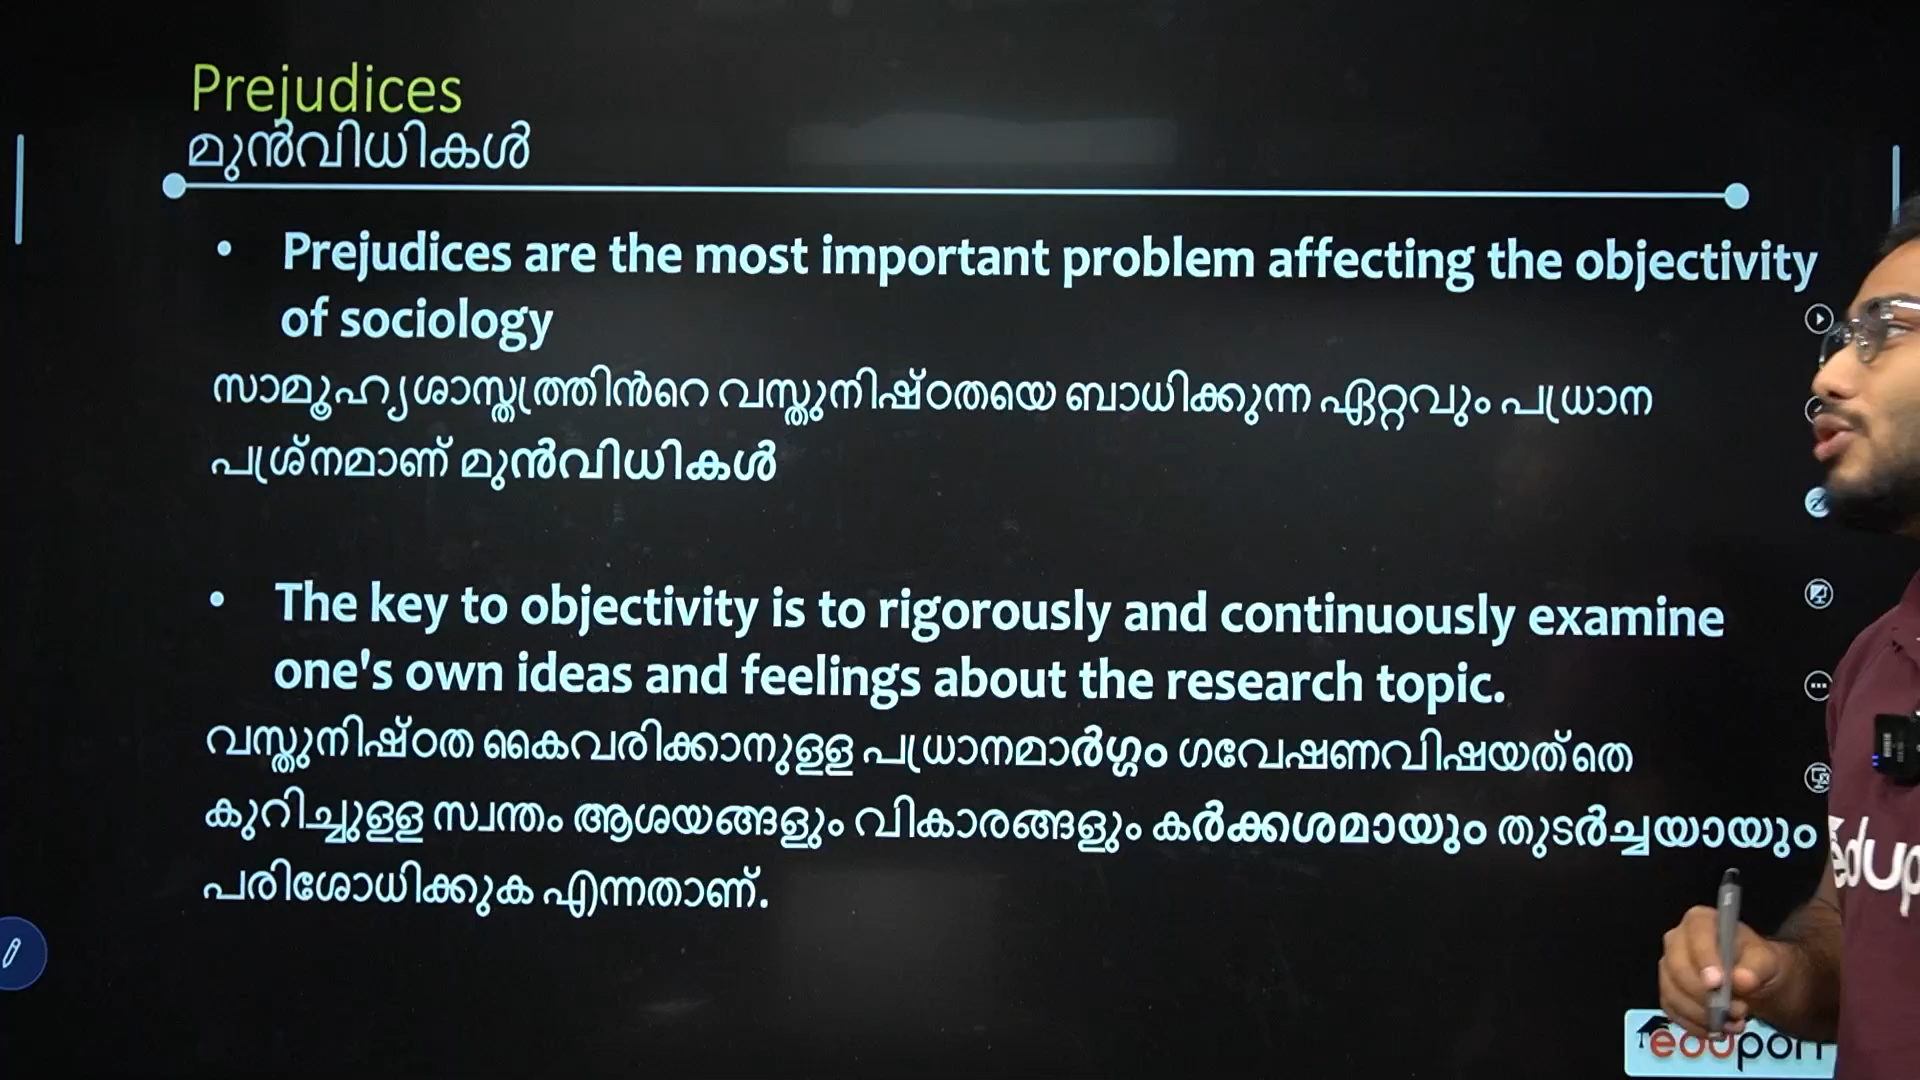 Prejudices
മുൻവിധികൾ
• Prejudices are the most important problem affecting the objectivity
of sociology
സാമൂഹ്യശാസ്ത്രത്തിൻറെ വസ്തുനിഷ്ഠതയെ ബാധിക്കുന്ന ഏറ്റവും പ്രധാന
പ്രശ്നമാണ് മുൻവിധികൾ
• The key to objectivity is to rigorously and continuously examine
one's own ideas and feelings about the research topic.
വസ്തുനിഷ്ഠത കൈവരിക്കാനുള്ള പ്രധാനമാർഗ്ഗം ഗവേഷണവിഷയത്തെ
കുറിച്ചുള്ള സ്വന്തം ആശയങ്ങളും വികാരങ്ങളും കർക്കശമായും തുടർച്ചയായും
പരിശോധിക്കുക എന്നതാണ്.
edup
eduport